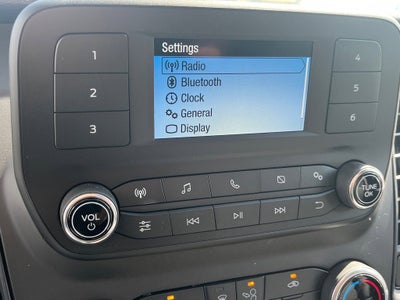 Settings
Radio
Bluetooth
Clock
General
Display
1
2
3
4
5
6
VOL
TUNE
OK